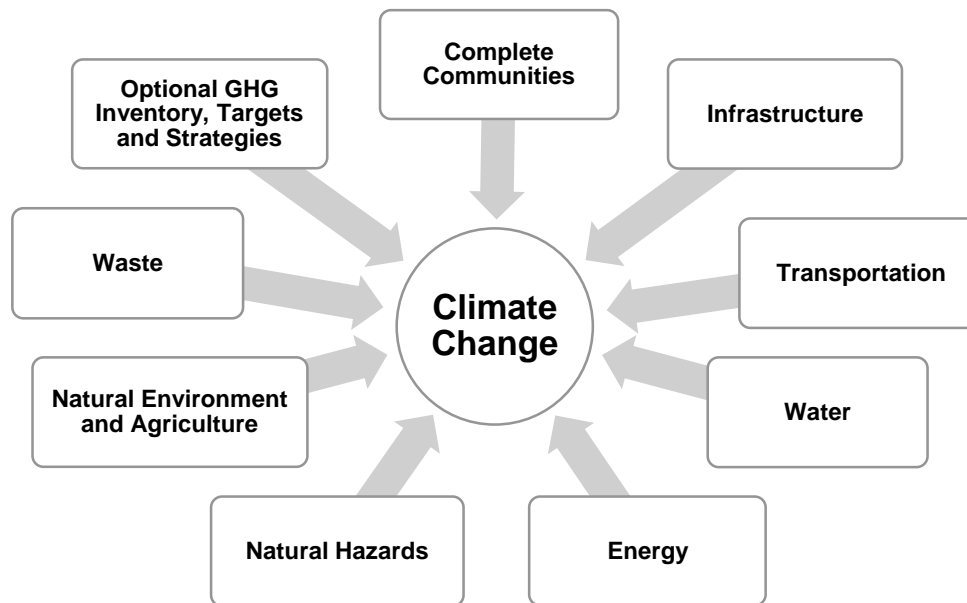 Complete
Communities
Optional GHG
Inventory, Targets
and Strategies
Infrastructure
Waste
Transportation
Climate
Change
Natural Environment
and Agriculture
Water
Natural Hazards
Energy